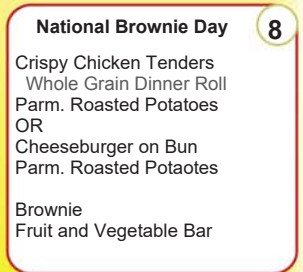 National Brownie Day
8
Crispy Chicken Tenders
Whole Grain Dinner Roll
Parm. Roasted Potatoes
OR
Cheeseburger on Bun
Parm. Roasted Potaotes
Brownie
Fruit and Vegetable Bar